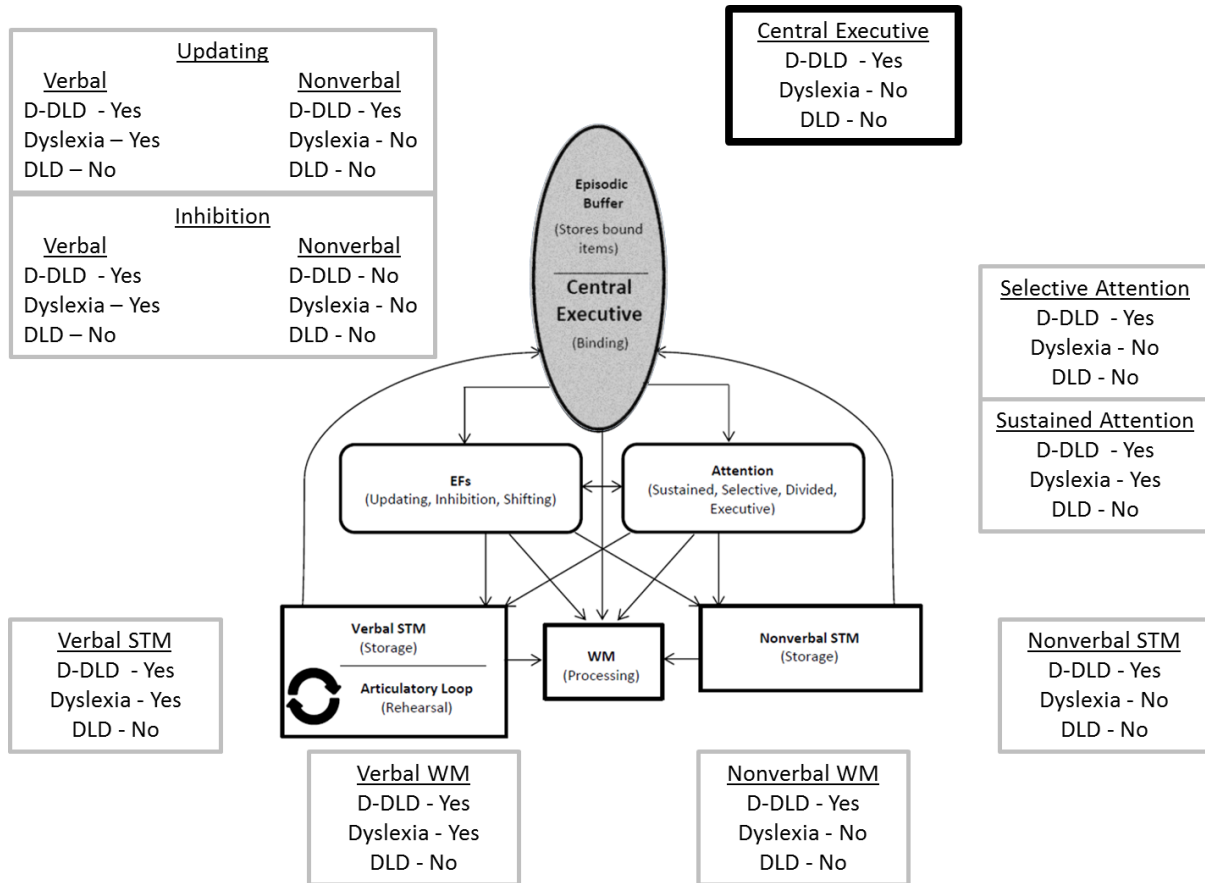 Updating
Verbal
D-DLD - Yes
Dyslexia – Yes
DLD – No
Nonverbal
D-DLD - Yes
Dyslexia - No
DLD - No
Inhibition
Verbal
D-DLD - Yes
Dyslexia – Yes
DLD – No
Nonverbal
D-DLD - No
Dyslexia - No
DLD - No
Central Executive
D-DLD - Yes
Dyslexia - No
DLD - No
Episodic
Buffer
(Stores bound
items)
Central
Executive
(Binding)
Selective Attention
D-DLD - Yes
Dyslexia - No
DLD - No
Sustained Attention
D-DLD - Yes
Dyslexia - Yes
DLD - No
EFs
(Updating, Inhibition, Shifting)
Attention
(Sustained, Selective, Divided,
Executive)
Verbal STM
(Storage)
Articulatory Loop
(Rehearsal)
WM
(Processing)
Nonverbal STM
(Storage)
Verbal STM
D-DLD - Yes
Dyslexia - Yes
DLD - No
Nonverbal STM
D-DLD - Yes
Dyslexia - No
DLD - No
Verbal WM
D-DLD - Yes
Dyslexia - Yes
DLD - No
Nonverbal WM
D-DLD - Yes
Dyslexia - No
DLD - No